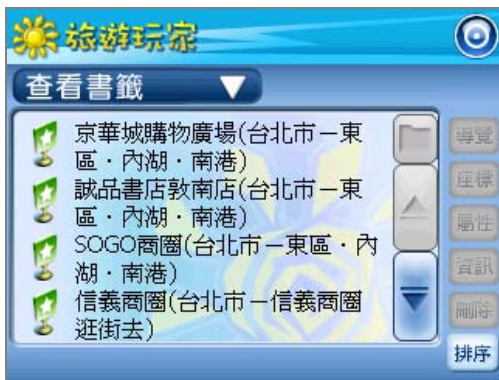 旅遊玩家
查看書籤
京華城購物廣場(台北市－東
區．內湖．南港)
誠品書店敦南店(台北市－東
區．內湖．南港)
SOGO商圈(台北市－東區．內
湖．南港)
信義商圈(台北市－信義商圈
逛街去)
導覽
座標
屬性
資訊
刪除
排序